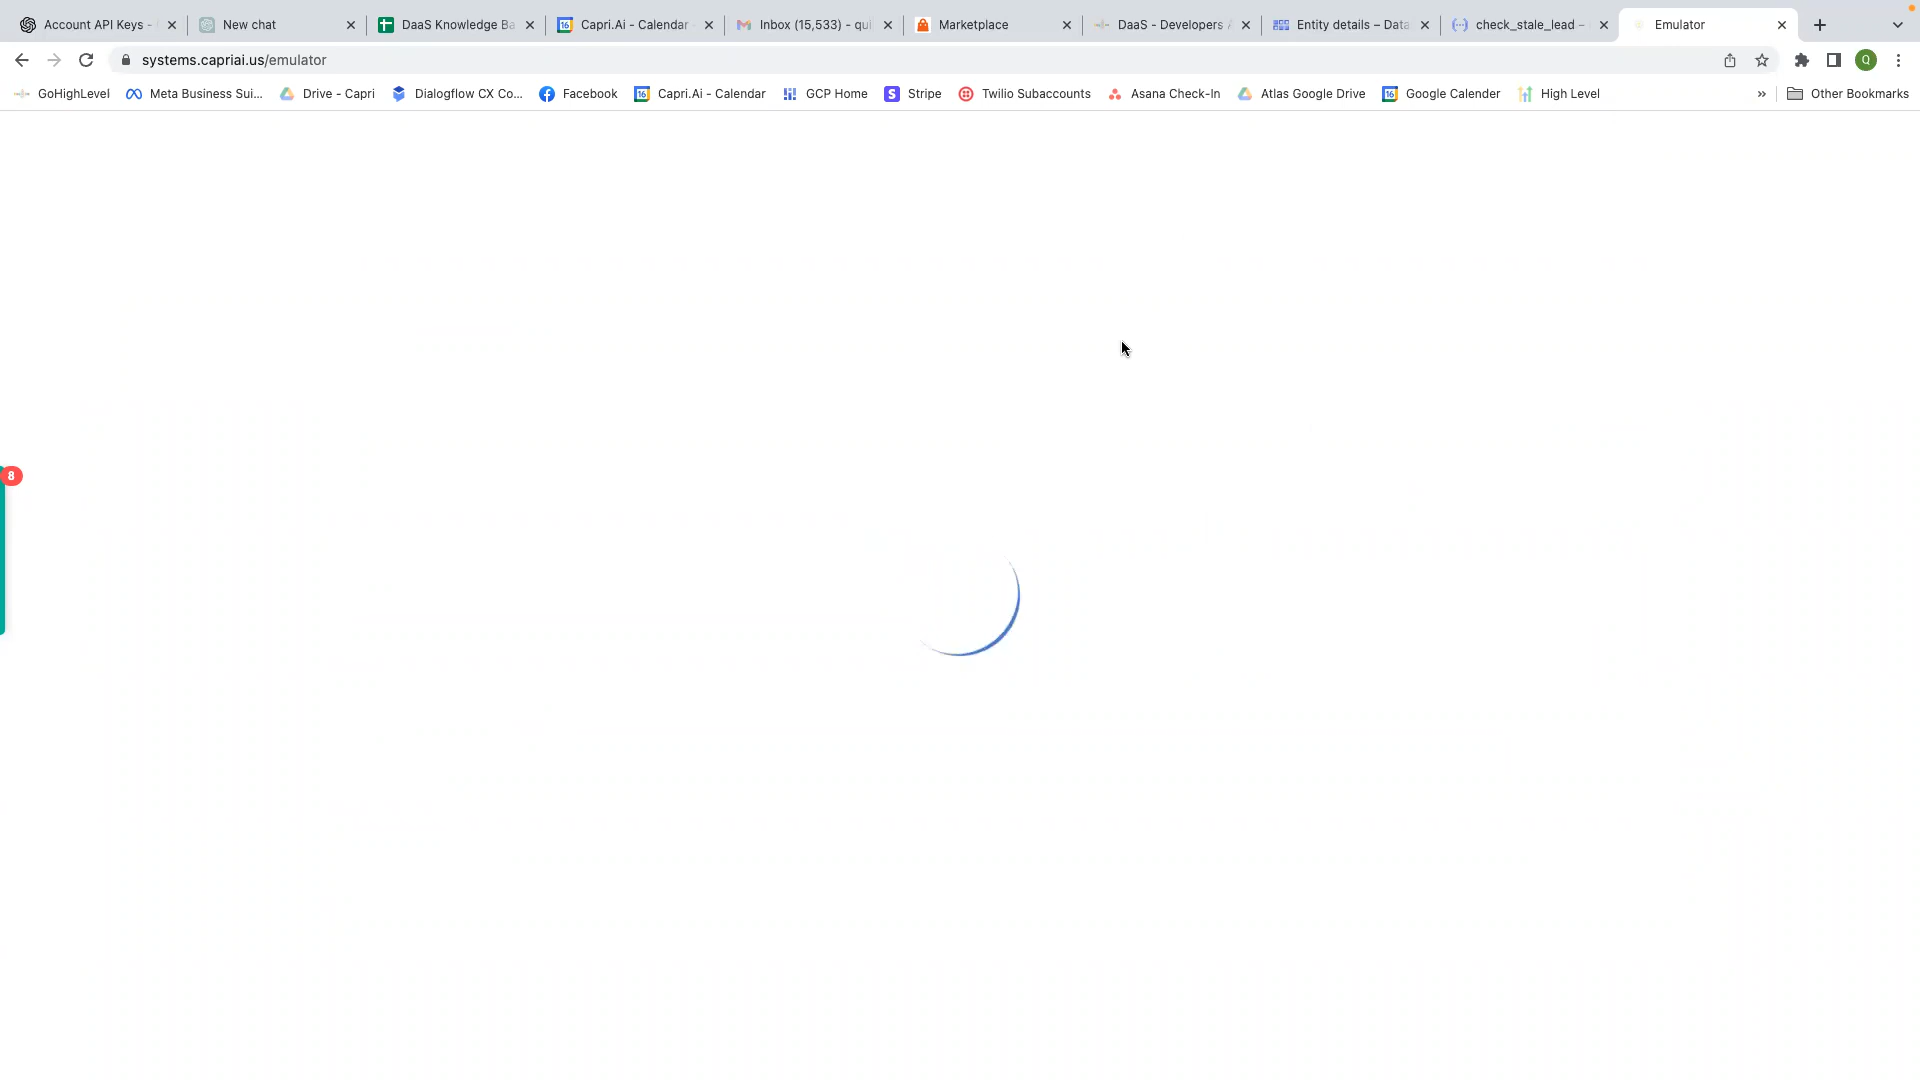 Account API Keys -
New chat
DaaS Knowledge Ba
Capri.Ai - Calendar
Inbox (15,533) - qui
Marketplace
DaaS - Developers
Entity details – Data
check_stale_lead –
Emulator
systems.capriai.us/emulator
Q
GoHighLevel
Meta Business Sui...
Drive - Capri
Dialogflow CX Co...
Facebook
16
Capri.Ai - Calendar
GCP Home
S
Stripe
Twilio Subaccounts
Asana Check-In
Atlas Google Drive
16
Google Calender
High Level
»
Other Bookmarks
8